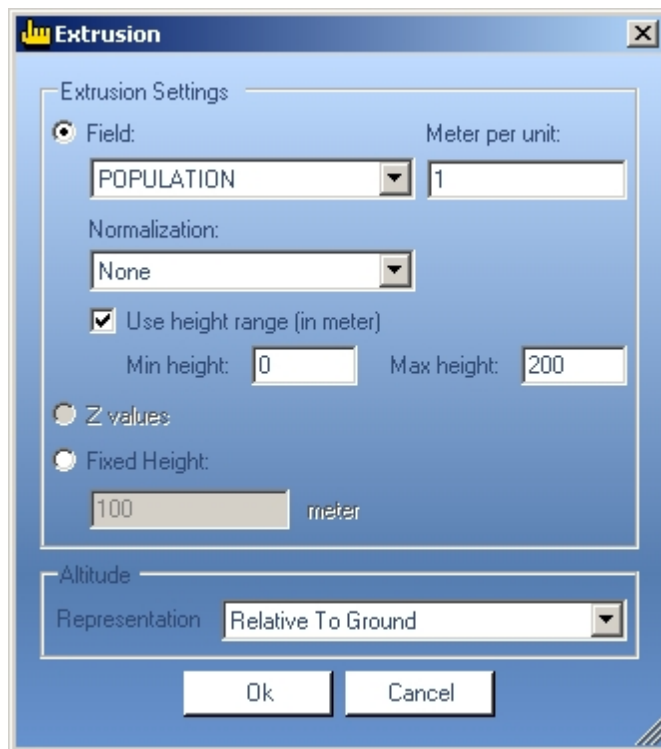 Extrusion
Extrusion Settings
Field: Meter per unit:
POPULATION 1
Normalization:
None
Use height range (in meter)
Min height: 0 Max height: 200
Z values
Fixed Height:
100 meter
Altitude
Representation Relative To Ground
Ok Cancel